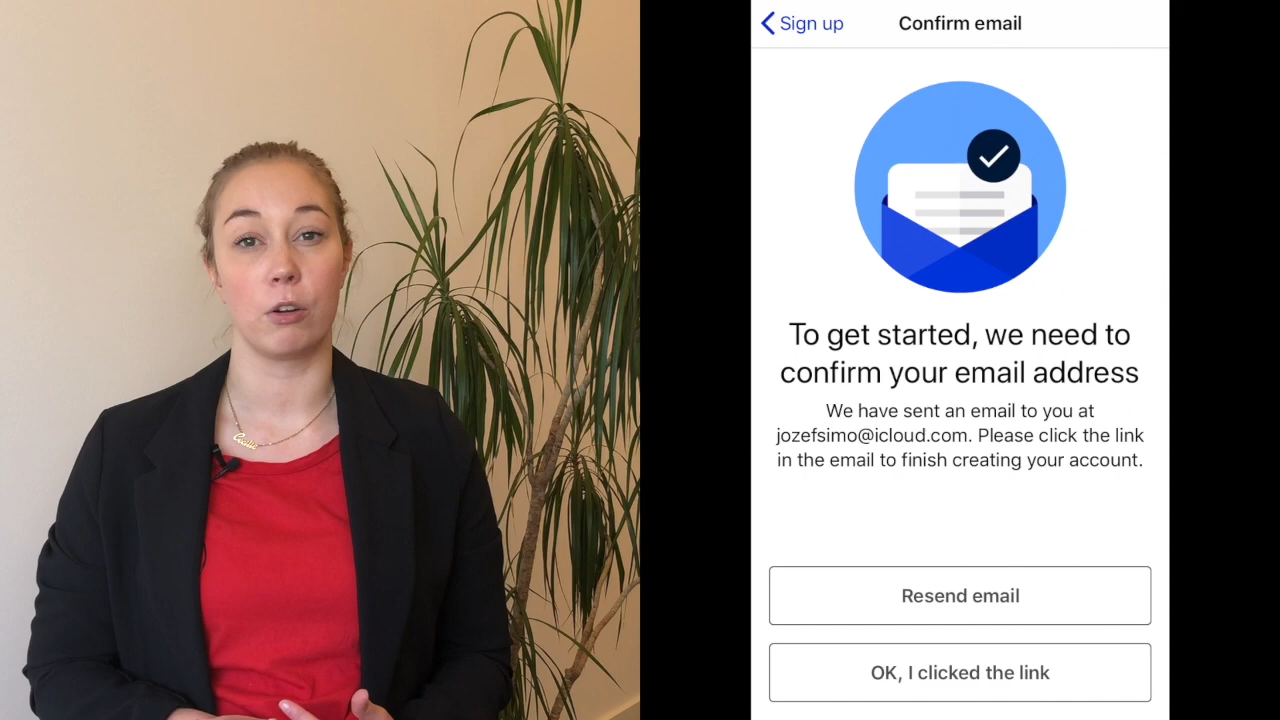 Sign up
Confirm email
To get started, we need to
confirm your email address
We have sent an email to you at
jozefsimo@icloud.com. Please click the link
in the email to finish creating your account.
Resend email
OK, I clicked the link